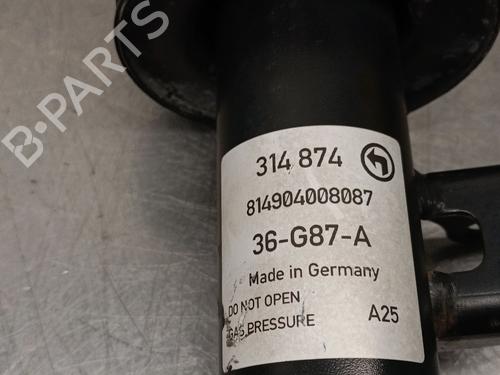 B-PARTS
314 874
814904008087
36-G87-A
Made in Germany
DO NOT OPEN
GAS PRESSURE A25